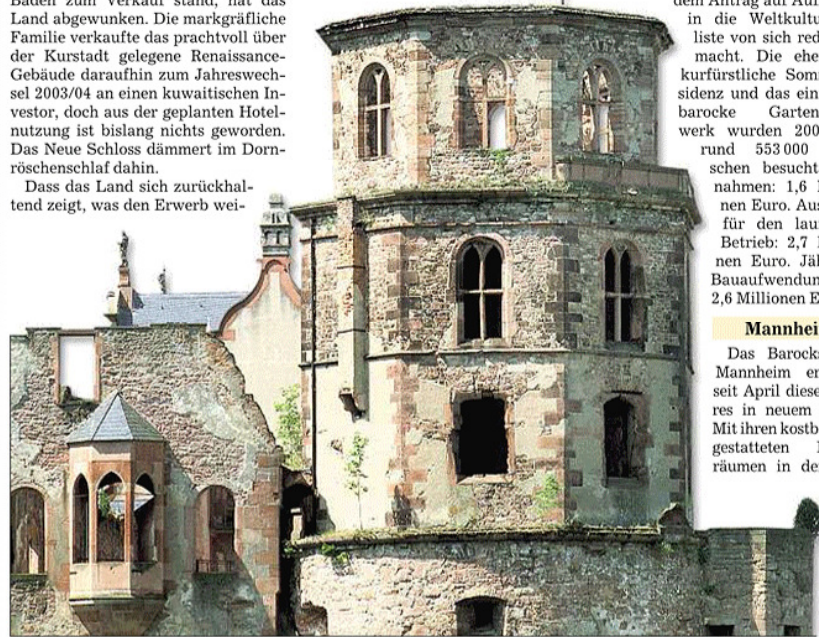 Baden zum Verkauf stand, hat das
Land abgewunken. Die markgräfliche
Familie verkaufte das prachtvoll über
der Kurstadt gelegene Renaissance-
Gebäude daraufhin zum Jahreswech-
sel 2003/04 an einen kuwaitischen In-
vestor, doch aus der geplanten Hotel-
nutzung ist bislang nichts geworden.
Das Neue Schloss dämmert im Dorn-
röschenschlaf dahin.
Dass das Land sich zurückhal-
tend zeigt, was den Erwerb wei-
dem Antrag auf Auf
in die Weltkultu
liste von sich red
macht. Die ehe
kurfürstliche Som
sidenz und das ein
barocke Garten
werk wurden 200
rund 553 000
schen besucht
nahmen: 1,6
nen Euro. Aus
für den lau
Betrieb: 2,7
nen Euro. Jäh
Bauaufwendun
2,6 Millionen E
Mannhei
Das Barocks
Mannheim er
seit April diese
res in neuem
Mit ihren kostb
gestatteten
räumen in de